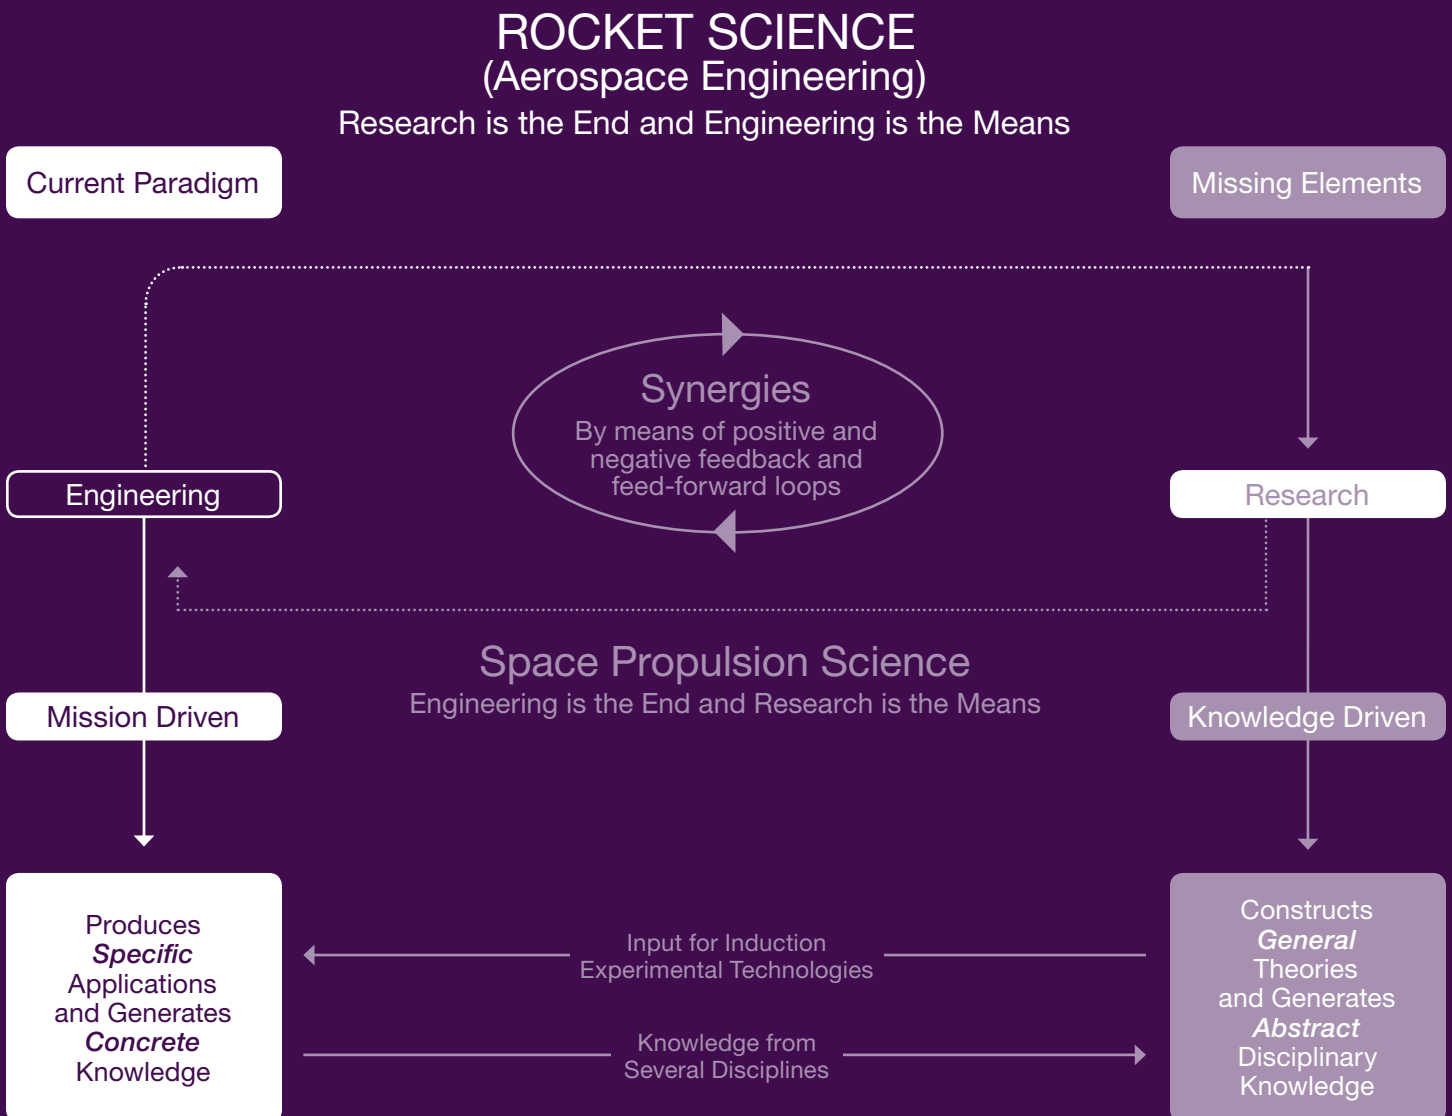 ROCKET SCIENCE
(Aerospace Engineering)
Research is the End and Engineering is the Means
Current Paradigm
Missing Elements
Synergies
By means of positive and
negative feedback and
feed-forward loops
Engineering
Research
Space Propulsion Science
Engineering is the End and Research is the Means
Mission Driven
Knowledge Driven
Produces
Specific
Applications
and Generates
Concrete
Knowledge
Input for Induction
Experimental Technologies
Knowledge from
Several Disciplines
Constructs
General
Theories
and Generates
Abstract
Disciplinary
Knowledge